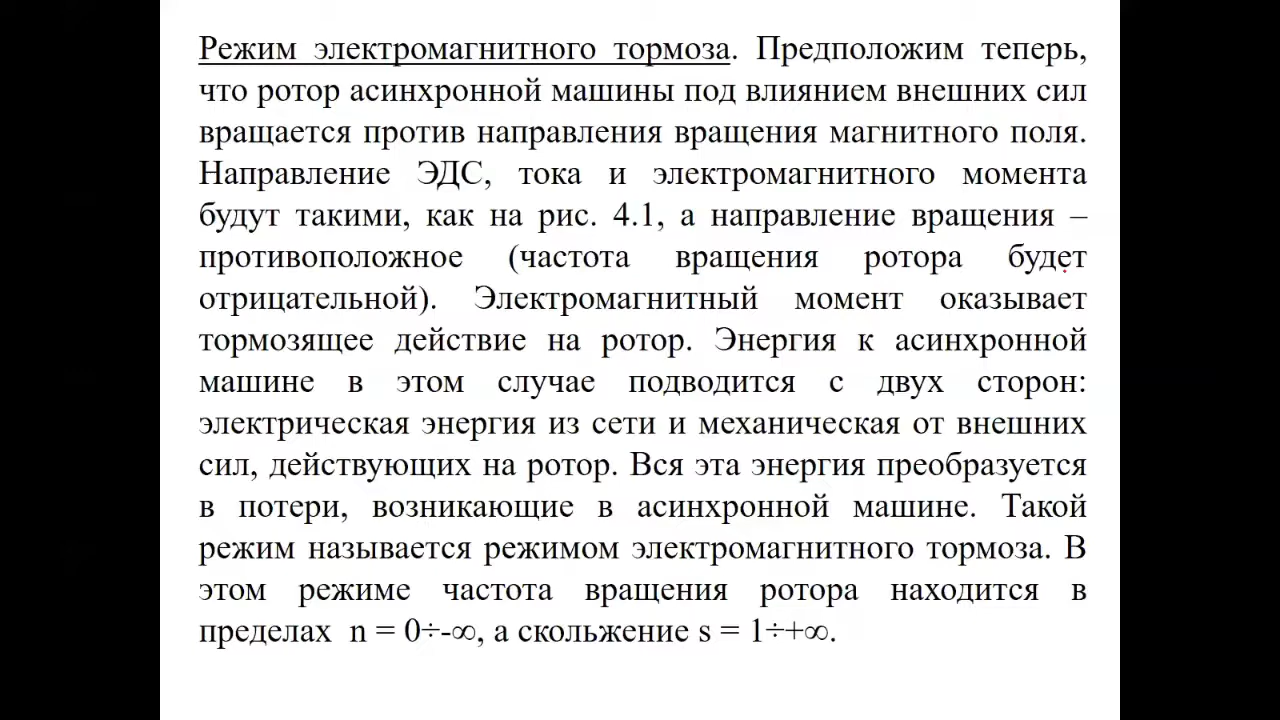 Режим электромагнитного тормоза. Предположим теперь,
что ротор асинхронной машины под влиянием внешних сил
вращается против направления вращения магнитного поля.
Направление ЭДС, тока и электромагнитного момента
будут такими, как на рис. 4.1, а направление вращения –
противоположное (частота вращения ротора будет
отрицательной). Электромагнитный момент оказывает
тормозящее действие на ротор. Энергия к асинхронной
машине в этом случае подводится с двух сторон:
электрическая энергия из сети и механическая от внешних
сил, действующих на ротор. Вся эта энергия преобразуется
в потери, возникающие в асинхронной машине. Такой
режим называется режимом электромагнитного тормоза. В
этом режиме частота вращения ротора находится в
пределах n = 0÷-∞, а скольжение s = 1÷+∞.